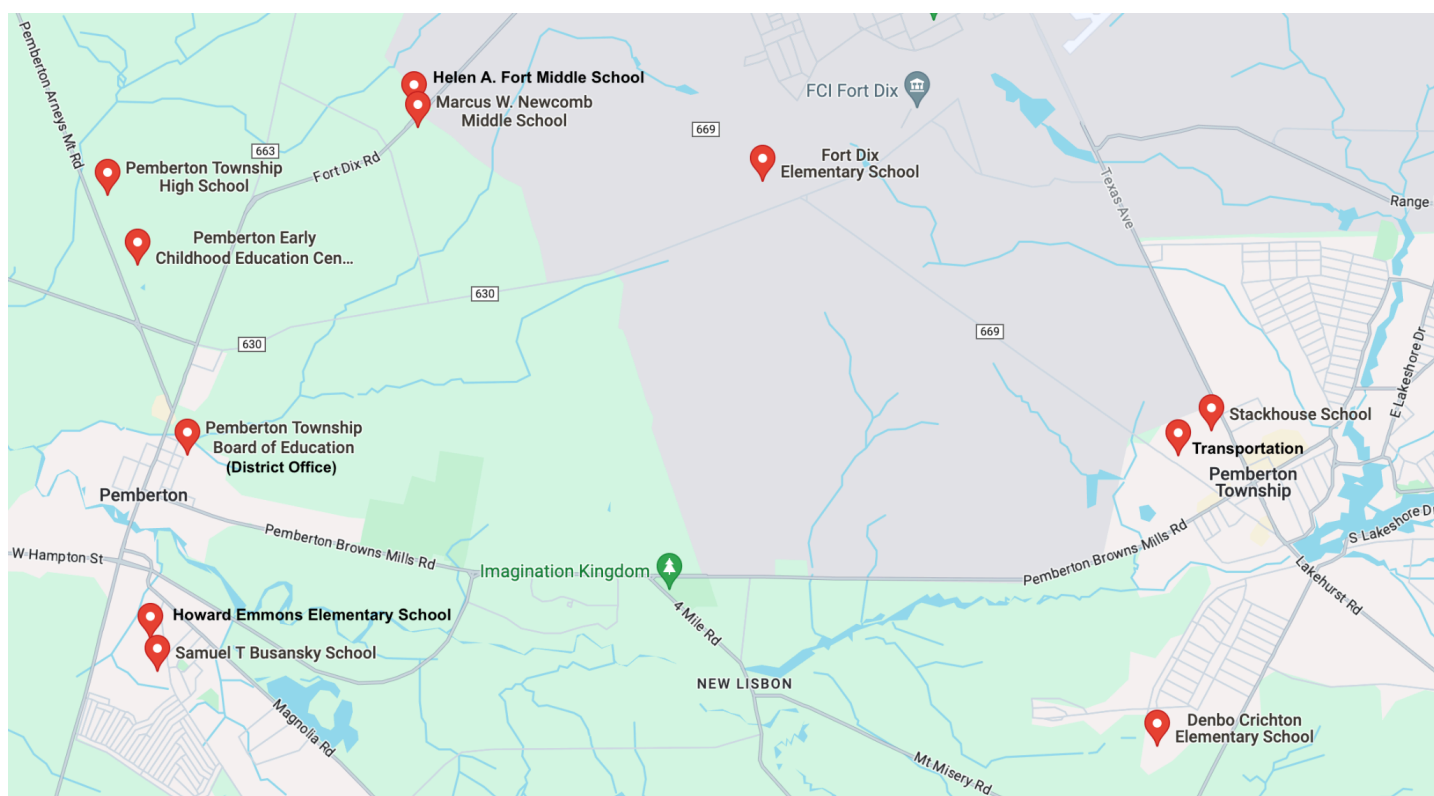 Pemberton Arneys Mt Rd
Helen A. Fort Middle School
Marcus W. Newcomb
Middle School
FCI Fort Dix
669
663
Fort Dix Rd
Pemberton Township
High School
Fort Dix
Elementary School
Texas Ave
Range
Pemberton Early
Childhood Education Cen...
630
669
630
E Lakeshore Dr
Stackhouse School
Pemberton Township
Board of Education
(District Office)
Transportation
Pemberton
Township
Pemberton
Pemberton Browns Mills Rd
Pemberton Browns Mills Rd
S Lakeshore Dr
W Hampton St
Imagination Kingdom
Lakehurst Rd
4 Mile Rd
Howard Emmons Elementary School
Samuel T Busansky School
NEW LISBON
Magnolia Rd
Denbo Crichton
Elementary School
Mt Misery Rd